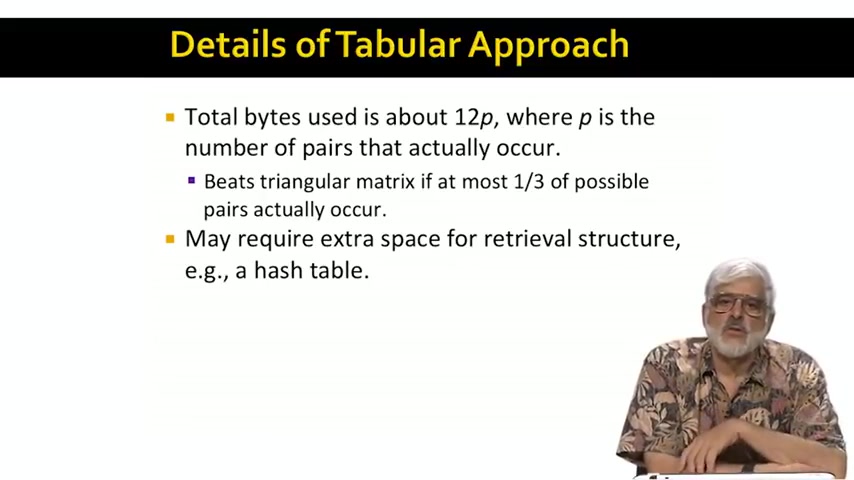 Details of Tabular Approach
Total bytes used is about 12p, where p is the
number of pairs that actually occur.
Beats triangular matrix if at most 1/3 of possible
pairs actually occur.
May require extra space for retrieval structure,
e.g., a hash table.